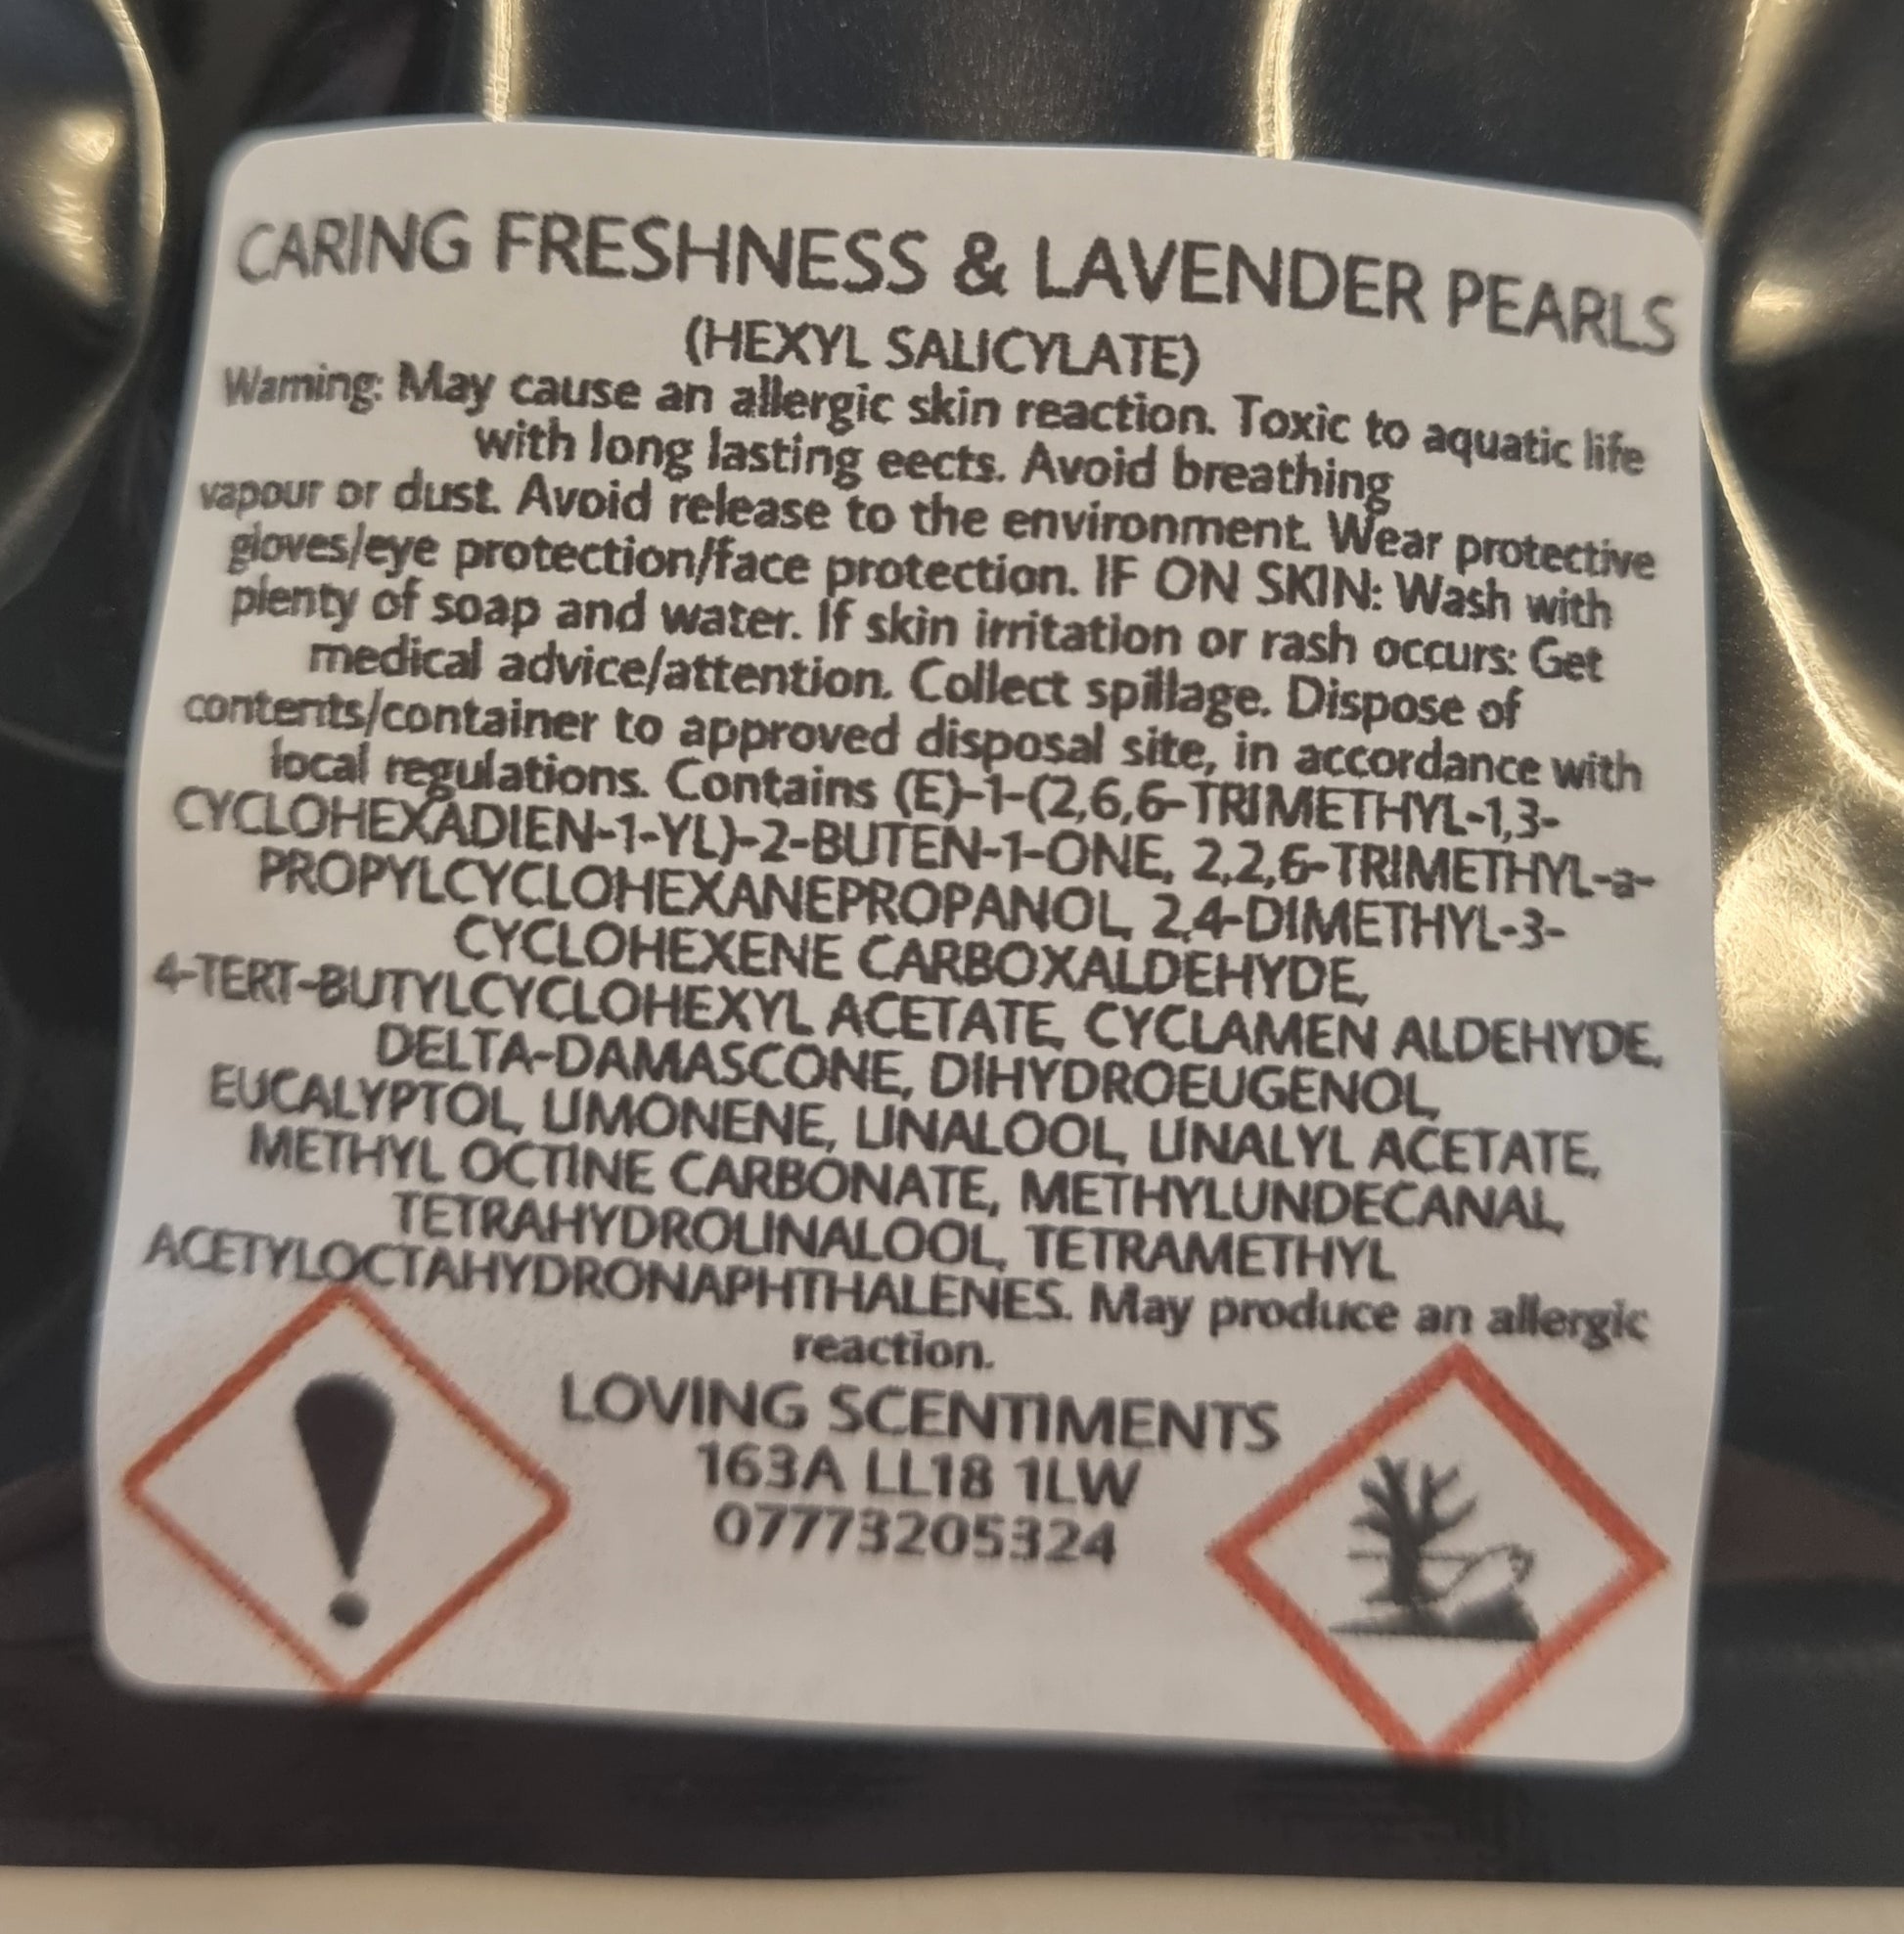 CARING FRESHNESS & LAVENDER PEARLS
(HEXYL SALICYLATE)
Warning: May cause an allergic skin reaction. Toxic to aquatic life
with long lasting eects. Avoid breathing
vapour or dust. Avoid release to the environment. Wear protective
gloves/eye protection/face protection. IF ON SKIN: Wash with
plenty of soap and water. If skin irritation or rash occurs: Get
medical advice/attention. Collect spillage. Dispose of
contents/container to approved disposal site, in accordance with
local regulations. Contains (E)-1-(2,6,6-TRIMETHYL-1,3-
CYCLOHEXADIEN-1-YL)-2-BUTEN-1-ONE, 2,2,6-TRIMETHYL-a-
PROPYLCYCLOHEXANEPROPANOL, 2,4-DIMETHYL-3-
CYCLOHEXENE CARBOXALDEHYDE,
4-TERT-BUTYLCYCLOHEXYL ACETATE, CYCLAMEN ALDEHYDE,
DELTA-DAMASCONE, DIHYDROEUGENOL,
EUCALYPTOL, LIMONENE, LINALOOL, LINALYL ACETATE,
METHYL OCTINE CARBONATE, METHYLUNDECANAL,
TETRAHYDROLINALOOL, TETRAMETHYL
ACETYLOCTAHYDRONAPHTHALENES. May produce an allergic
reaction.
LOVING SCENTIMENTS
163A LL18 1LW
07773205324